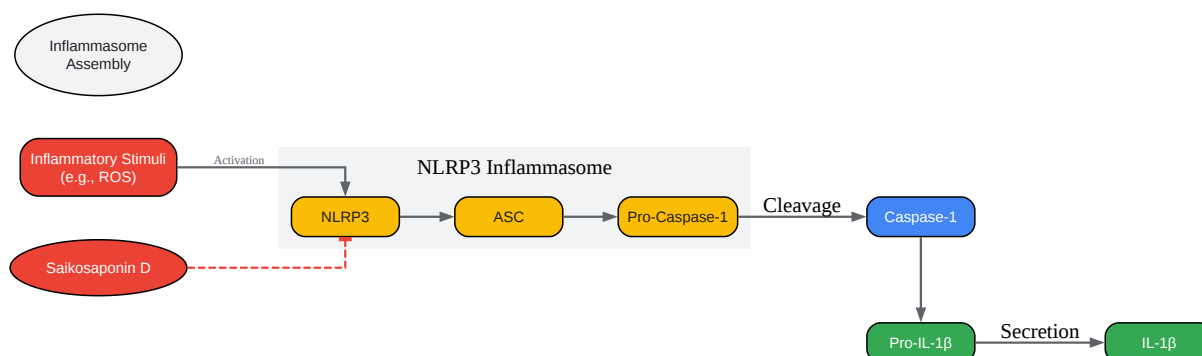 Inflammasome
Assembly
Inflammatory Stimuli
(e.g., ROS)
Activation
NLRP3 Inflammasome
NLRP3
ASC
Pro-Caspase-1
Cleavage
Caspase-1
Saikosaponin D
Pro-IL-1β
Secretion
IL-1β